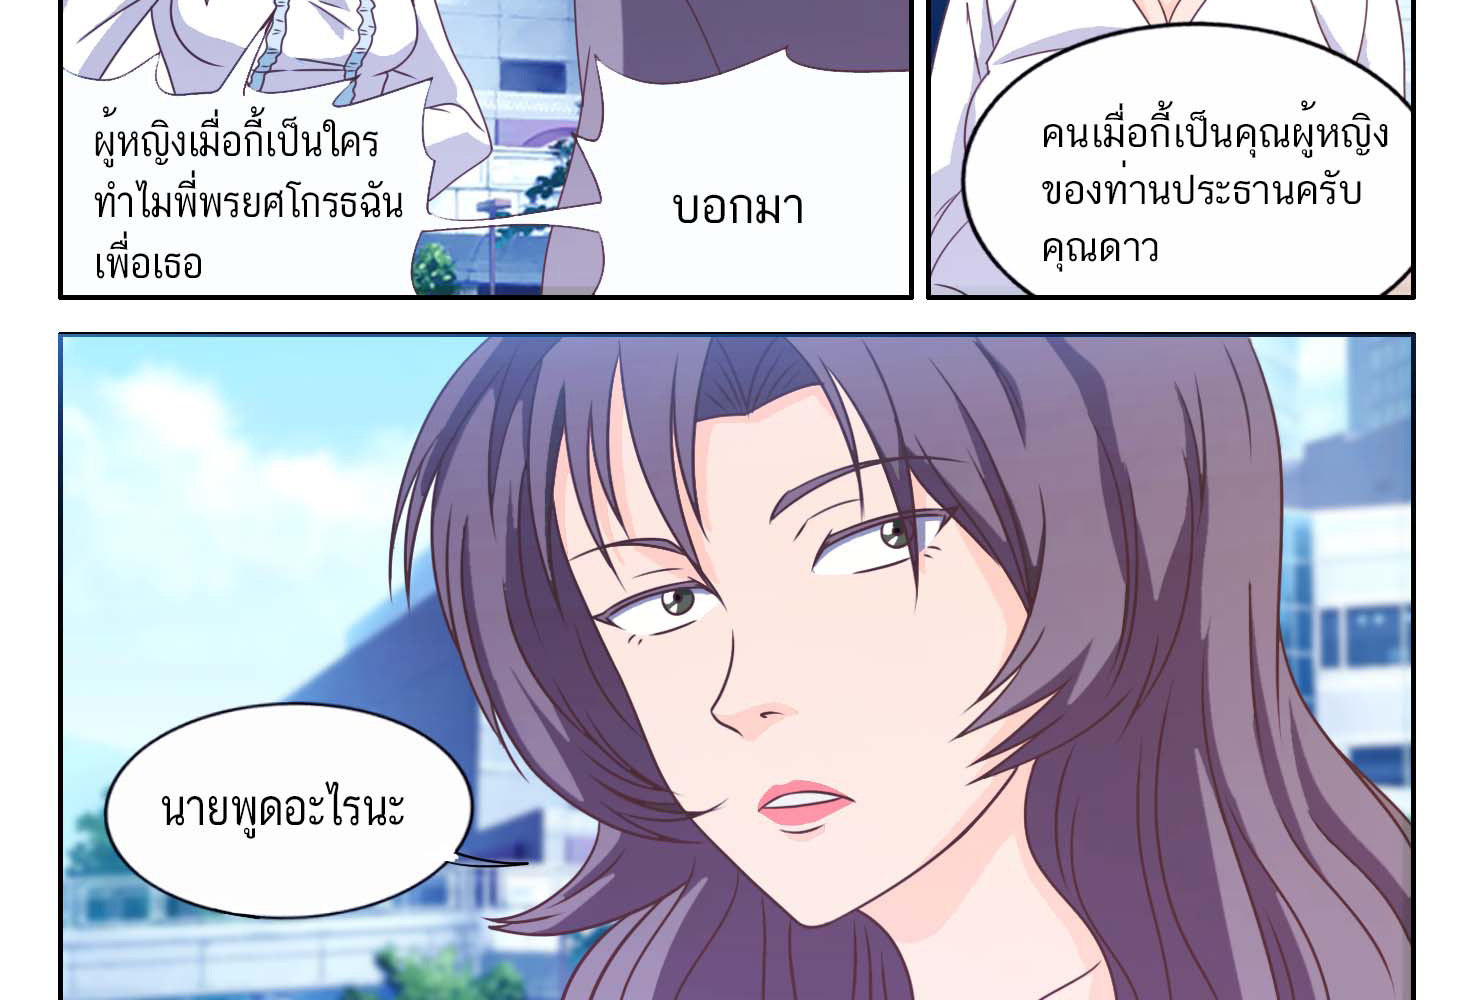 ผู้หญิงเมื่อกี้เป็นใคร
ทำไมพี่พรยศโกรธฉัน
เพื่อเธอ
บอกมา
คนเมื่อกี้เป็นคุณผู้หญิง
ของท่านประธานครับ
คุณดาว
นายพูดอะไรนะ